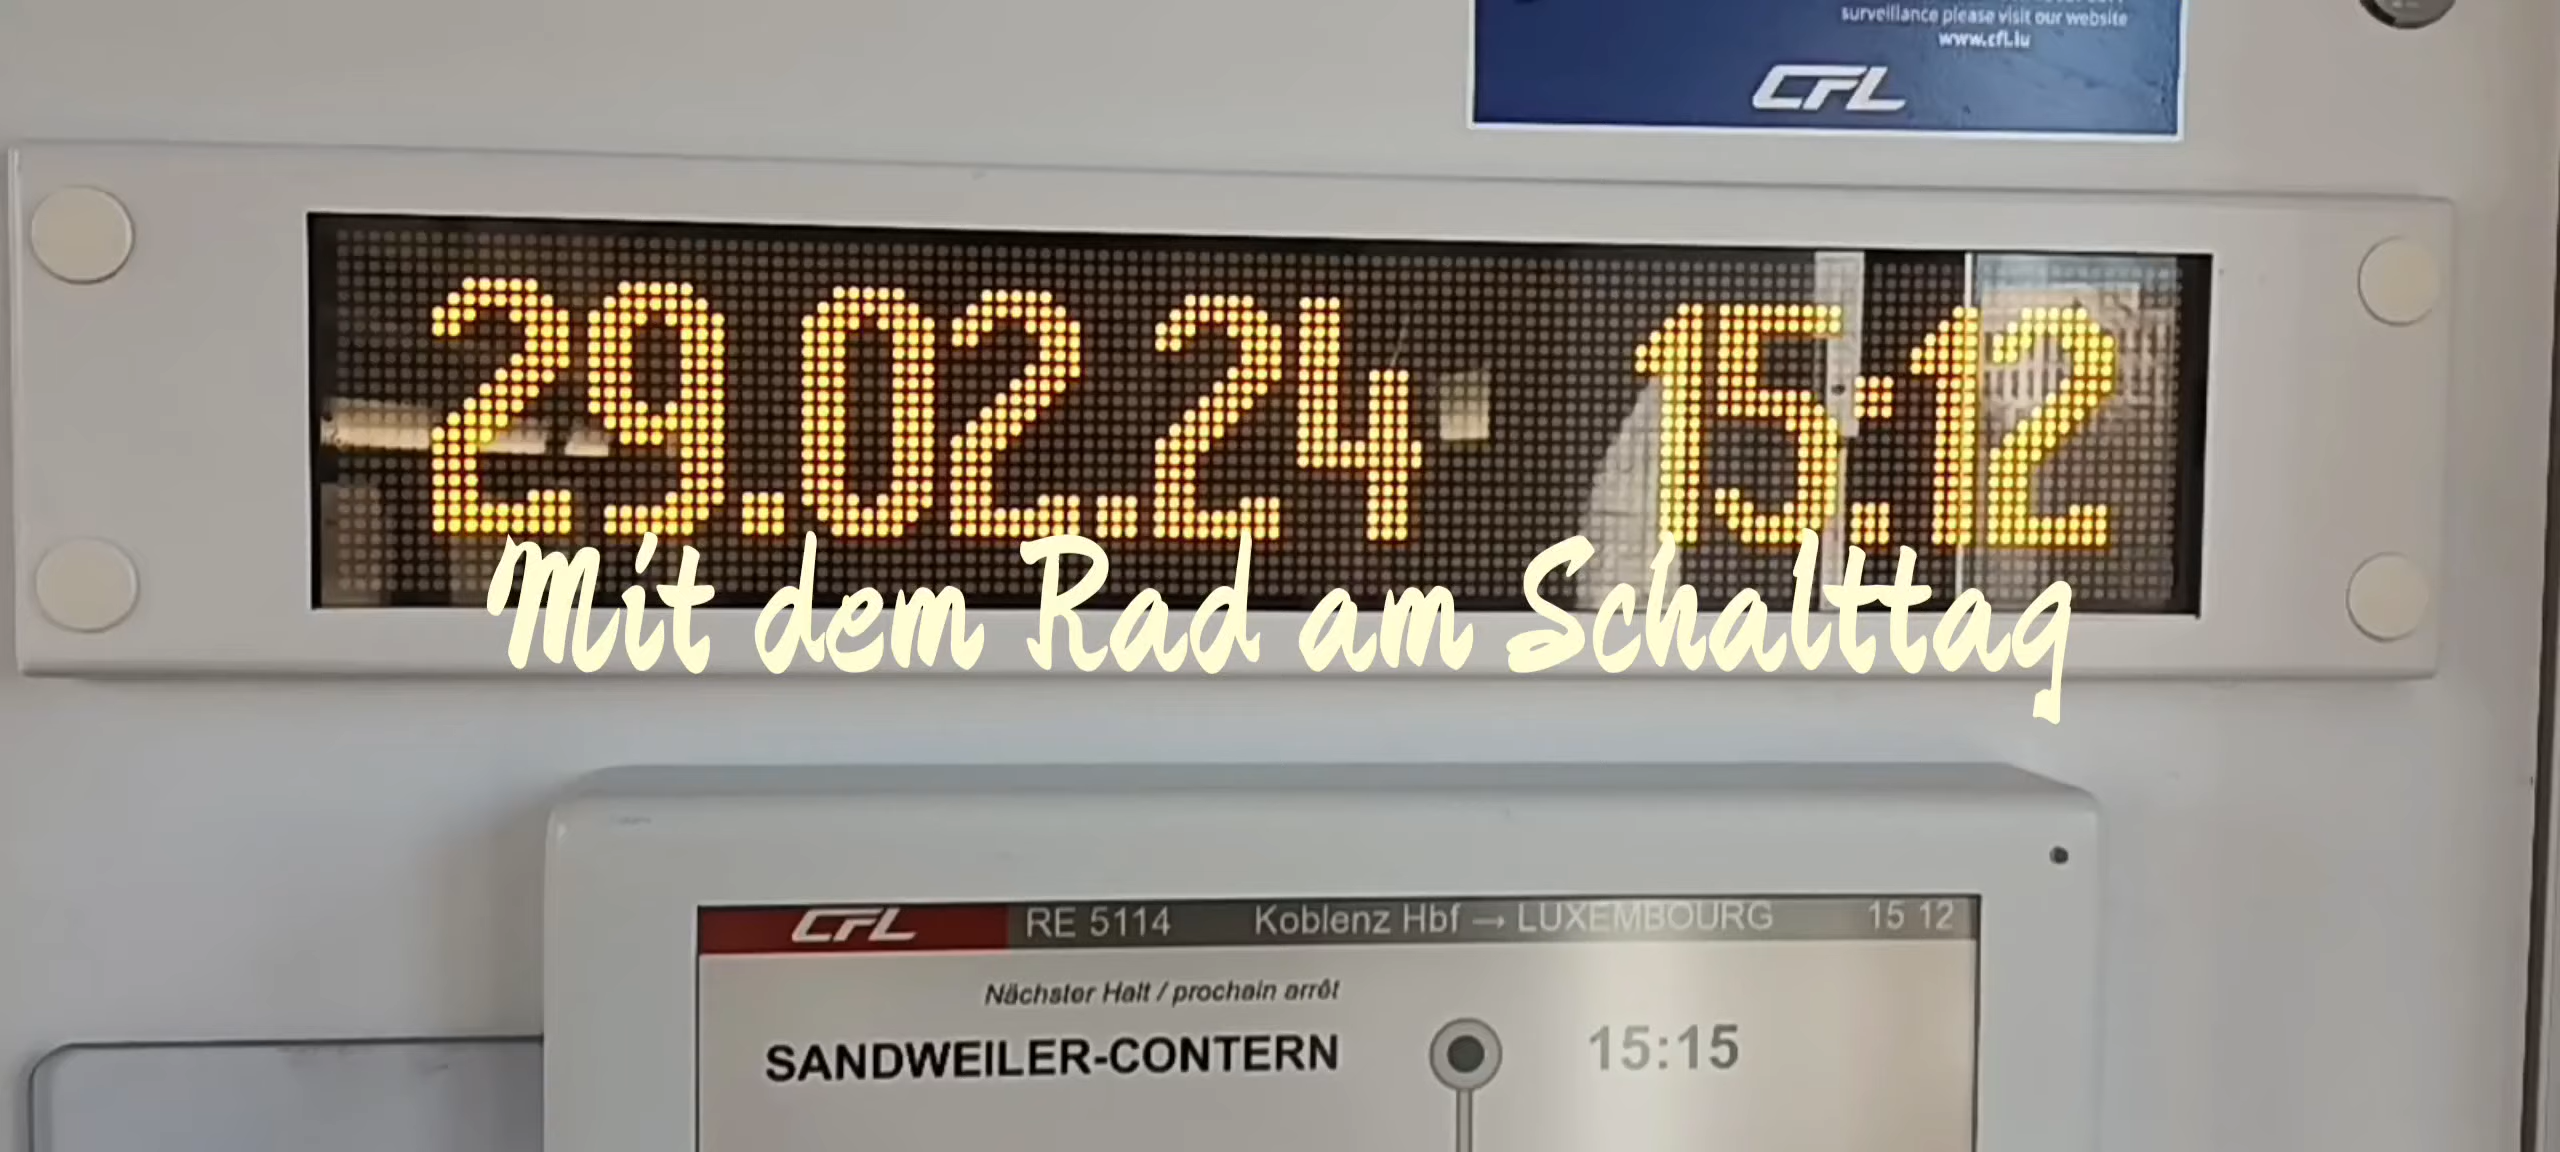 surveillance please visit our website
www.cfl.lu
CFL
29.02.24 15:12
Mit dem Rad am Schalttag
CFL RE 5114 Koblenz Hbf → LUXEMBOURG 15 12
Nächster Halt / prochain arrêt
SANDWEILER-CONTERN 15:15